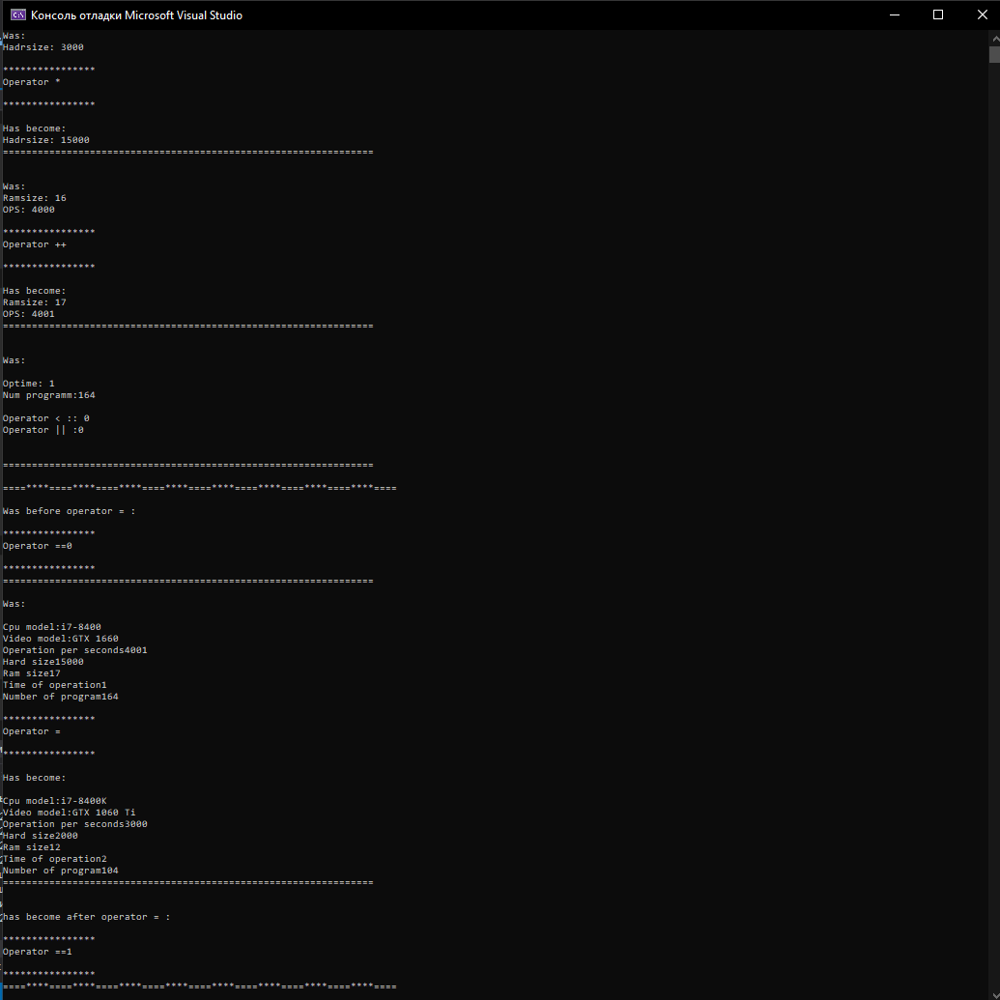 Консоль отладки Microsoft Visual Studio
Was:
Hadrsize: 3000
****************
Operator *
****************
Has become:
Hadrsize: 15000
================================================================
Was:
Ramsize: 16
OPS: 4000
****************
Operator ++
****************
Has become:
Ramsize: 17
OPS: 4001
================================================================
Was:
Optime: 1
Num programm:164
Operator < :: 0
Operator || :0
================================================================
====****====****====****====****====****====****====****====****====
Was before operator = :
****************
Operator ==0
****************
================================================================
Was:
Cpu model:i7-8400
Video model:GTX 1660
Operation per seconds4001
Hard size15000
Ram size17
Time of operation1
Number of program164
****************
Operator =
****************
Has become:
Cpu model:i7-8400K
Video model:GTX 1060 Ti
Operation per seconds3000
Hard size2000
Ram size12
Time of operation2
Number of program104
================================================================
has become after operator = :
****************
Operator ==1
****************
====****====****====****====****====****====****====****====****====